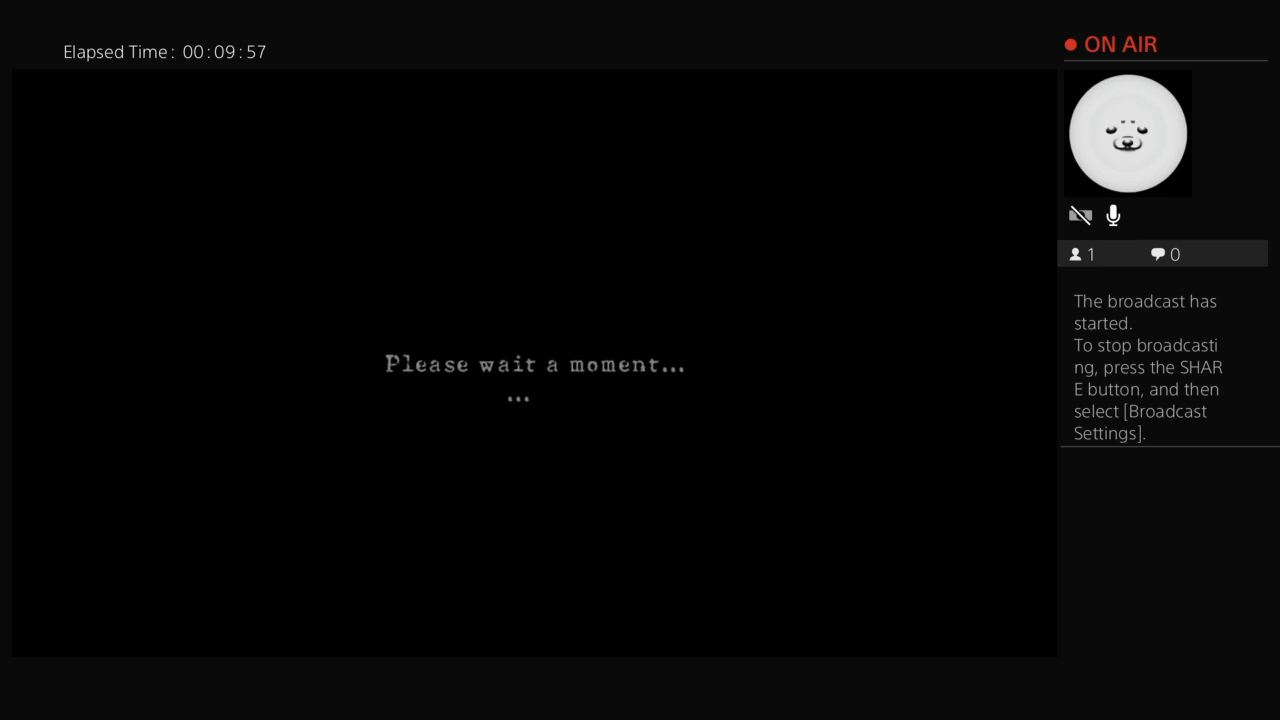 Elapsed Time: 00:09:57
ON AIR
1 0
The broadcast has
started.
To stop broadcasti
ng, press the SHAR
E button, and then
select [Broadcast
Settings].
Please wait a moment...
...